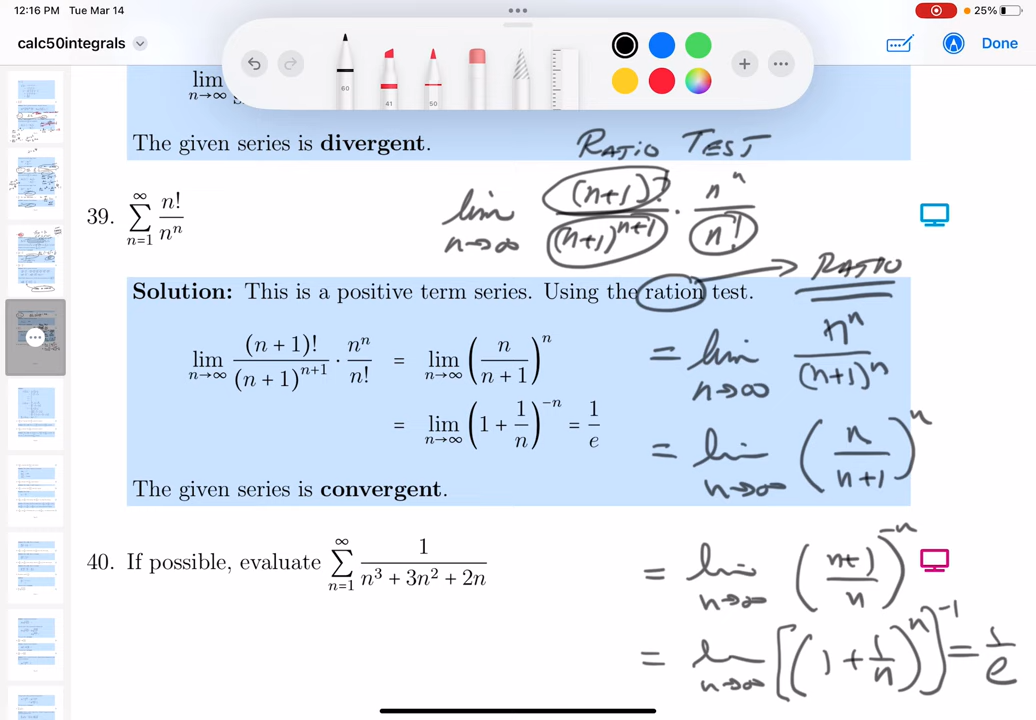 12:16 PM Tue Mar 14
25%
calc50integrals
Done
60
41
50
lim
n→∞
The given series is divergent.
RATIO TEST
39. ∑_{n=1}^{∞} n!/n^n
lim_{n→∞} (n+1)!/(n+1)^{n+1} · n^n/n!
RATIO
Solution: This is a positive term series. Using the ration test.
lim_{n→∞} (n + 1)!/(n + 1)^{n+1} · n^n/n! = lim_{n→∞} (n/(n + 1))^n
= lim_{n→∞} (1 + 1/n)^{−n} = 1/e
The given series is convergent.
= lim_{n→∞} n^n/(n+1)^n
= lim_{n→∞} (n/(n+1))^n
40. If possible, evaluate ∑_{n=1}^{∞} 1/(n^3 + 3n^2 + 2n)
= lim_{n→∞} ((n+1)/n)^{−n}
= lim_{n→∞} [(1 + 1/n)^n]^{−1} = 1/e